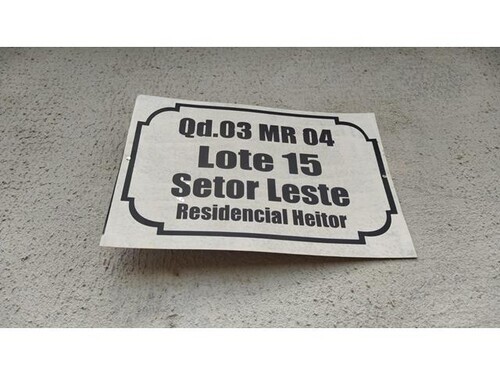 Qd.03 MR 04
Lote 15
Setor Leste
Residencial Heitor